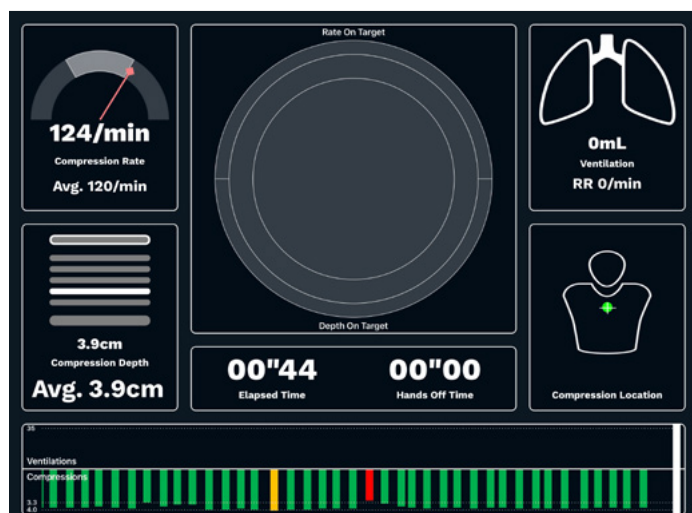 124/min
Compression Rate
Avg. 120/min
Rate On Target
Depth On Target
0mL
Ventilation
RR 0/min
3.9cm
Compression Depth
Avg. 3.9cm
00"44
Elapsed Time
00"00
Hands Off Time
Compression Location
35
Ventilations
Compressions
3.3
4.0